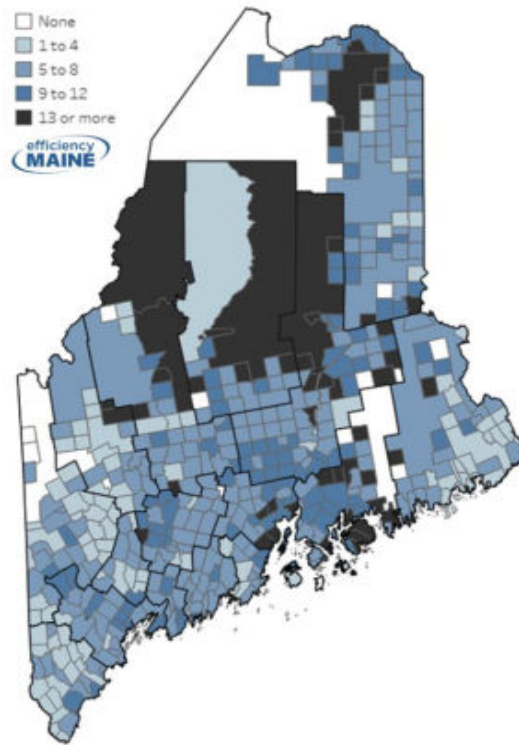 None
1 to 4
5 to 8
9 to 12
13 or more
efficiency
MAINE